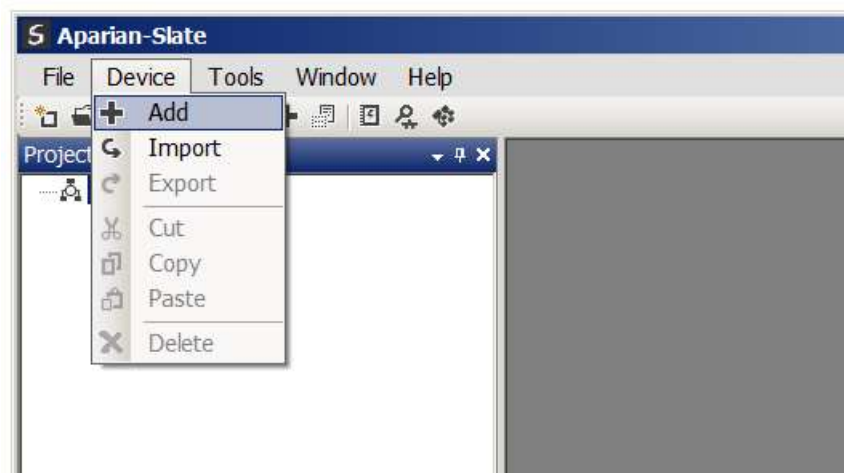 S Aparian-Slate
File Device Tools Window Help
Add
Project
Import
Export
Cut
Copy
Paste
Delete